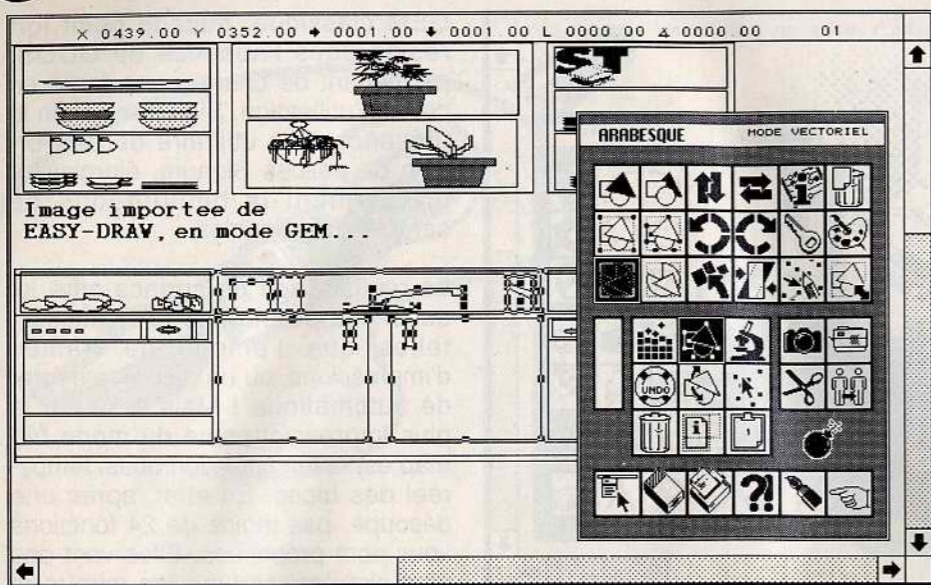 X 0439.00 Y 0352.00 → 0001.00 ↓ 0001.00 L 0000.00 ∡ 0000.00 01
ST
ARABESQUE MODE VECTORIEL
Image importee de
EASY-DRAW, en mode GEM....
UNDO
i
1
?!